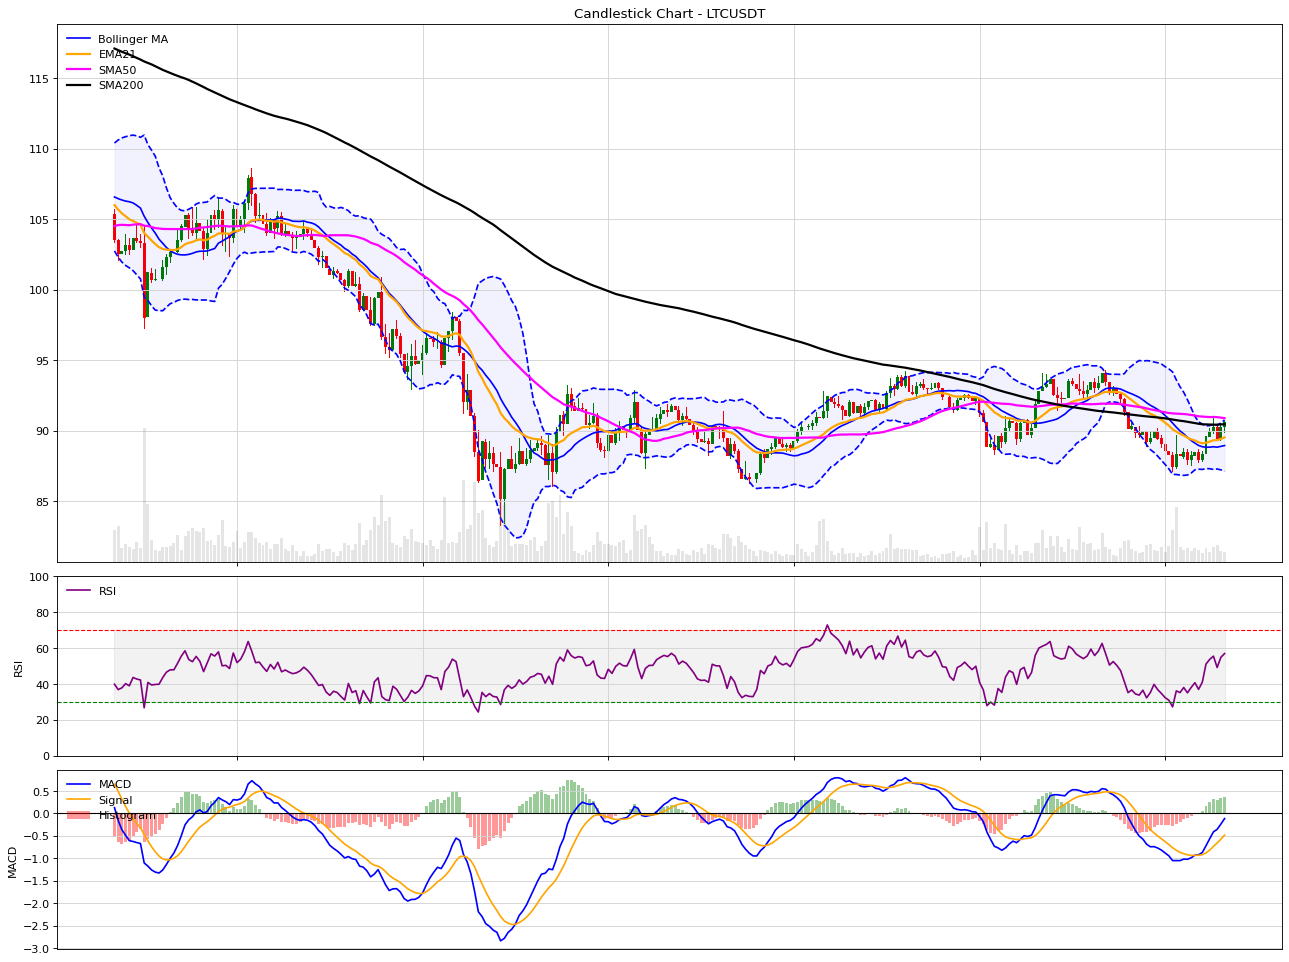 Candlestick Chart - LTCUSDT
Bollinger MA
EMA21
SMA50
SMA200
115
110
105
100
95
90
85
100
80
60
40
20
0
RSI
RSI
MACD
Signal
Histogram
0.5
0.0
−0.5
−1.0
−1.5
−2.0
−2.5
−3.0
MACD